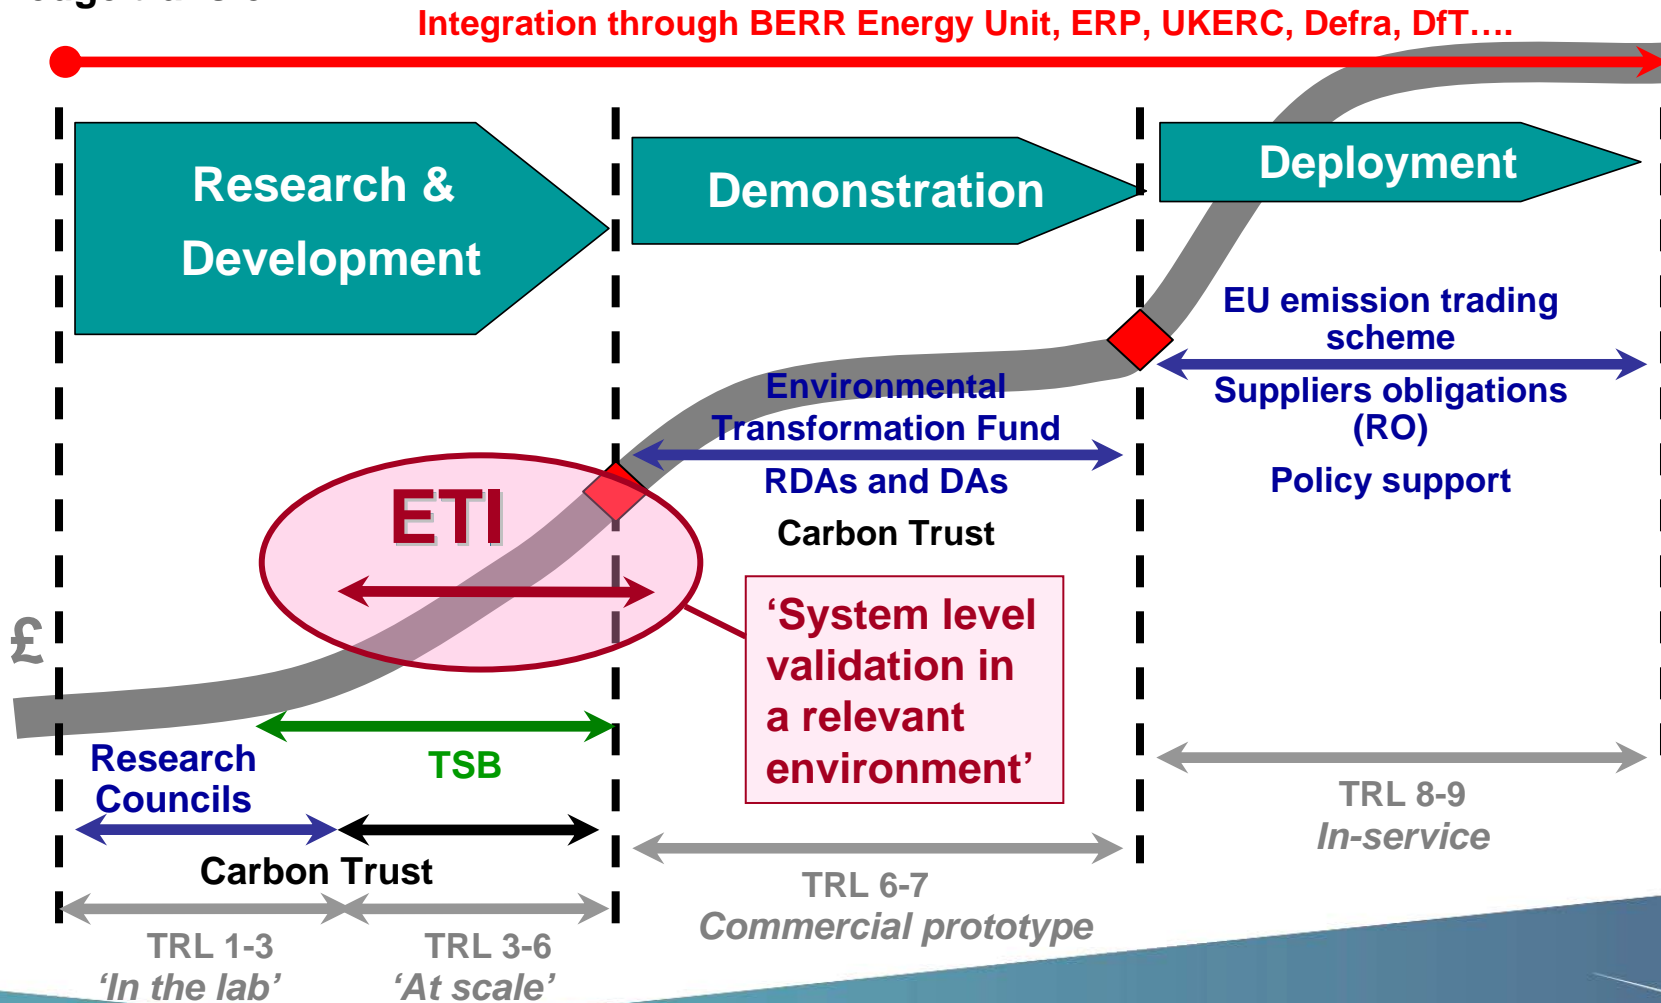 Integration through BERR Energy Unit, ERP, UKERC, Defra, DfT….
Research &
Development
Demonstration
Deployment
EU emission trading
scheme
Suppliers obligations
(RO)
Policy support
Environmental
Transformation Fund
RDAs and DAs
Carbon Trust
ETI
‘System level
validation in
a relevant
environment’
£
Research
Councils
TSB
Carbon Trust
TRL 1-3
‘In the lab’
TRL 3-6
‘At scale’
TRL 6-7
Commercial prototype
TRL 8-9
In-service